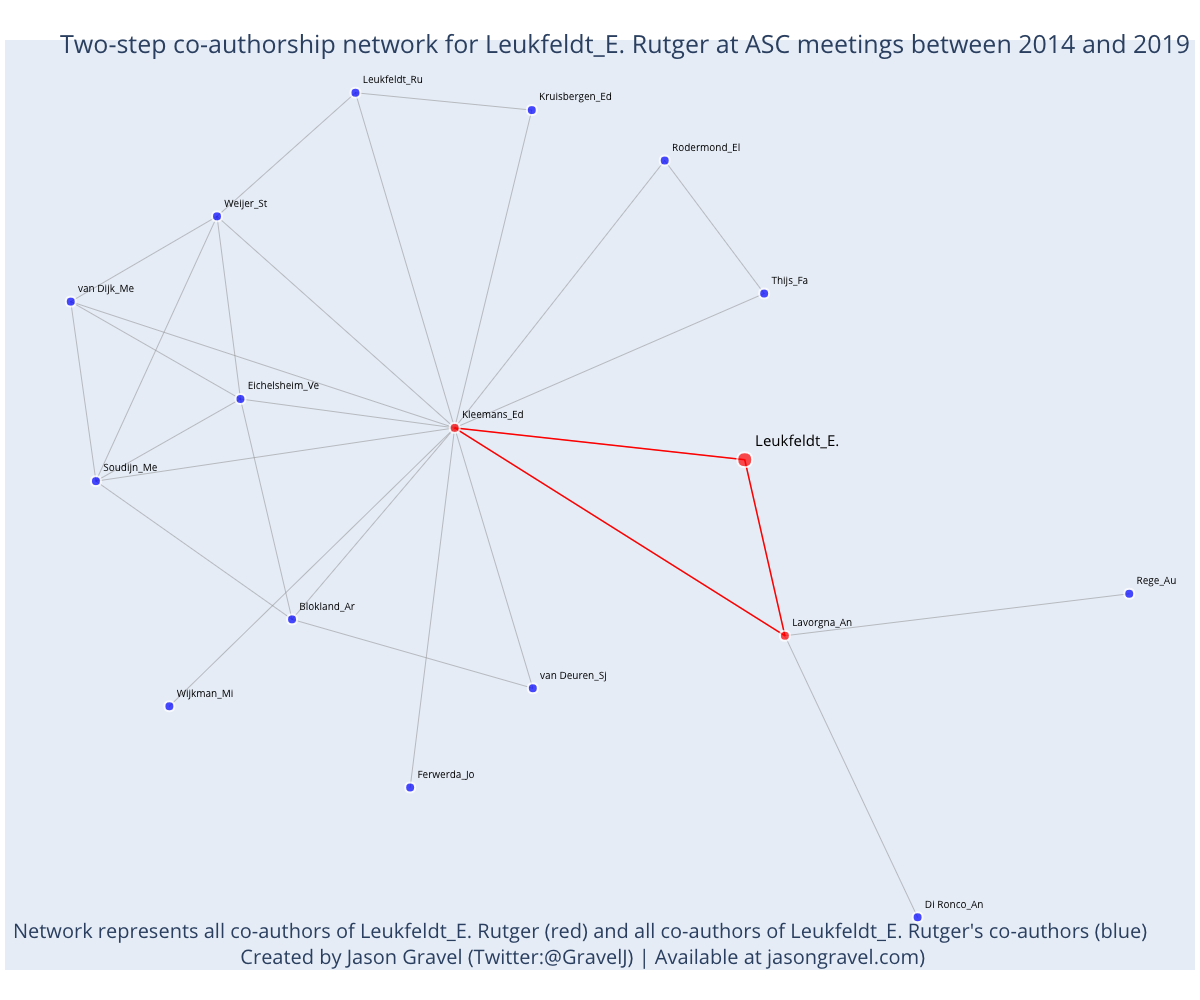 Two-step co-authorship network for Leukfeldt_E. Rutger at ASC meetings between 2014 and 2019
Leukfeldt_Ru
Kruisbergen_Ed
Rodermond_El
Weijer_St
Thijs_Fa
van Dijk_Me
Eichelsheim_Ve
Kleemans_Ed
Leukfeldt_E.
Soudijn_Me
Rege_Au
Blokland_Ar
Lavorgna_An
van Deuren_Sj
Wijkman_Mi
Ferwerda_Jo
Di Ronco_An
Network represents all co-authors of Leukfeldt_E. Rutger (red) and all co-authors of Leukfeldt_E. Rutger's co-authors (blue)
Created by Jason Gravel (Twitter:@GravelJ) | Available at jasongravel.com)